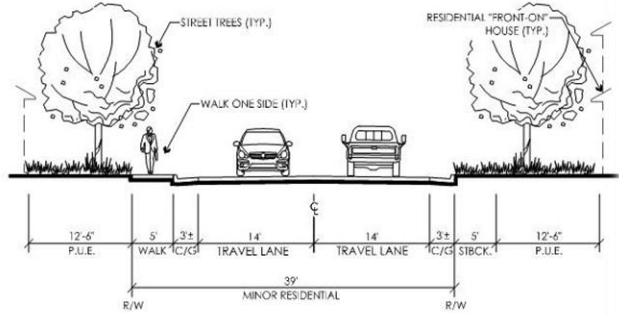 STREET TREES (TYP.)
RESIDENTIAL "FRONT-ON"
HOUSE (TYP.)
WALK ONE SIDE (TYP.)
℄
12'-6" 5' 3'± 14' 14' 3'± 5' 12'-6"
P.U.E. WALK C/G TRAVEL LANE TRAVEL LANE C/G STBCK. P.U.E.
39'
MINOR RESIDENTIAL
R/W R/W